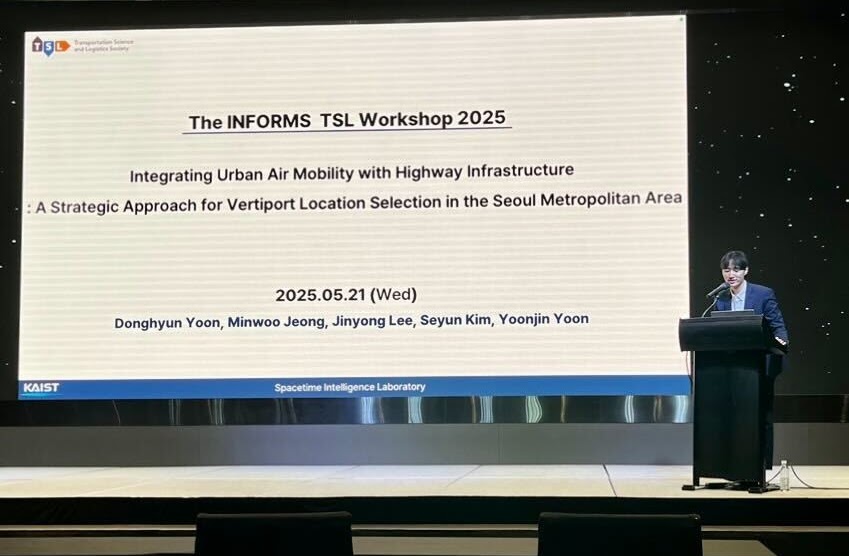 TSL Transportation Science
and Logistics Society
The INFORMS TSL Workshop 2025
Integrating Urban Air Mobility with Highway Infrastructure
: A Strategic Approach for Vertiport Location Selection in the Seoul Metropolitan Area
2025.05.21 (Wed)
Donghyun Yoon, Minwoo Jeong, Jinyong Lee, Seyun Kim, Yoonjin Yoon
KAIST
Spacetime Intelligence Laboratory